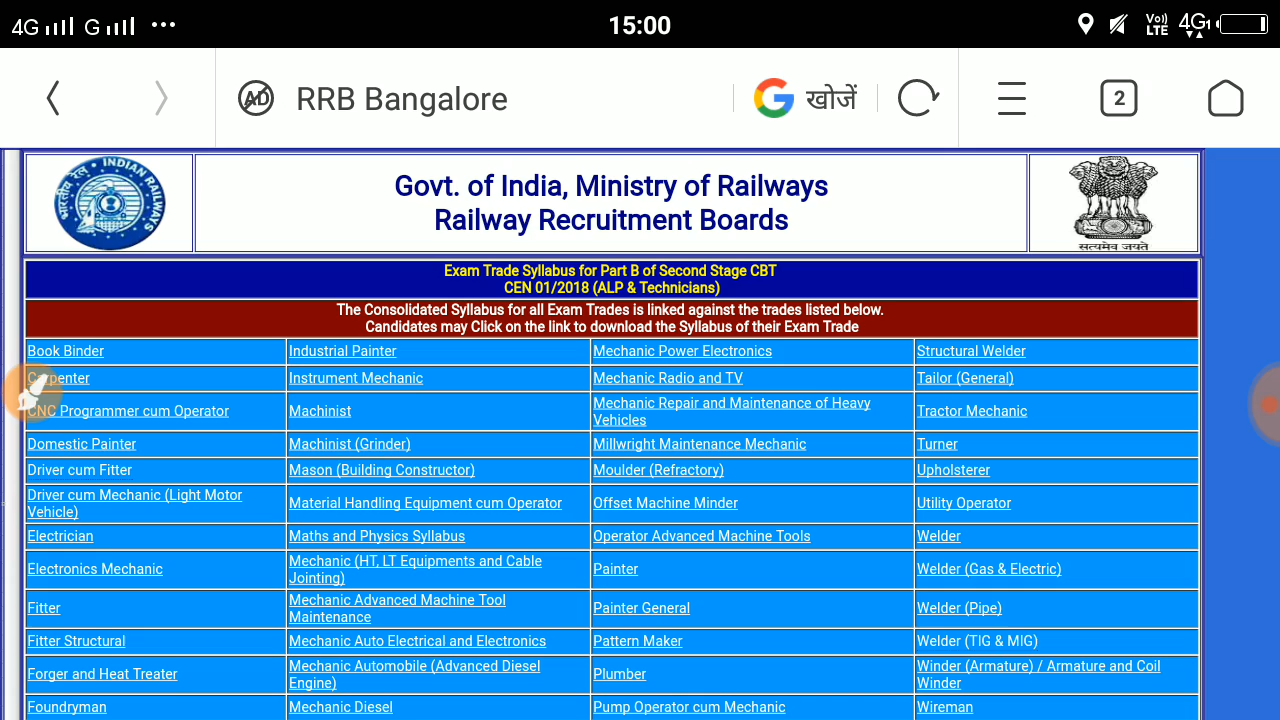 4G G 15:00 Vo) LTE 4G
AD RRB Bangalore खोजें 2
INDIAN RAILWAYS
भारतीय रेल
Govt. of India, Ministry of Railways
Railway Recruitment Boards
सत्यमेव जयते
Exam Trade Syllabus for Part B of Second Stage CBT
CEN 01/2018 (ALP & Technicians)
The Consolidated Syllabus for all Exam Trades is linked against the trades listed below.
Candidates may Click on the link to download the Syllabus of their Exam Trade
Book Binder Industrial Painter Mechanic Power Electronics Structural Welder
Carpenter Instrument Mechanic Mechanic Radio and TV Tailor (General)
CNC Programmer cum Operator Machinist Mechanic Repair and Maintenance of Heavy
Vehicles Tractor Mechanic
Domestic Painter Machinist (Grinder) Millwright Maintenance Mechanic Turner
Driver cum Fitter Mason (Building Constructor) Moulder (Refractory) Upholsterer
Driver cum Mechanic (Light Motor
Vehicle) Material Handling Equipment cum Operator Offset Machine Minder Utility Operator
Electrician Maths and Physics Syllabus Operator Advanced Machine Tools Welder
Electronics Mechanic Mechanic (HT, LT Equipments and Cable
Jointing) Painter Welder (Gas & Electric)
Fitter Mechanic Advanced Machine Tool
Maintenance Painter General Welder (Pipe)
Fitter Structural Mechanic Auto Electrical and Electronics Pattern Maker Welder (TIG & MIG)
Forger and Heat Treater Mechanic Automobile (Advanced Diesel
Engine) Plumber Winder (Armature) / Armature and Coil
Winder
Foundryman Mechanic Diesel Pump Operator cum Mechanic Wireman